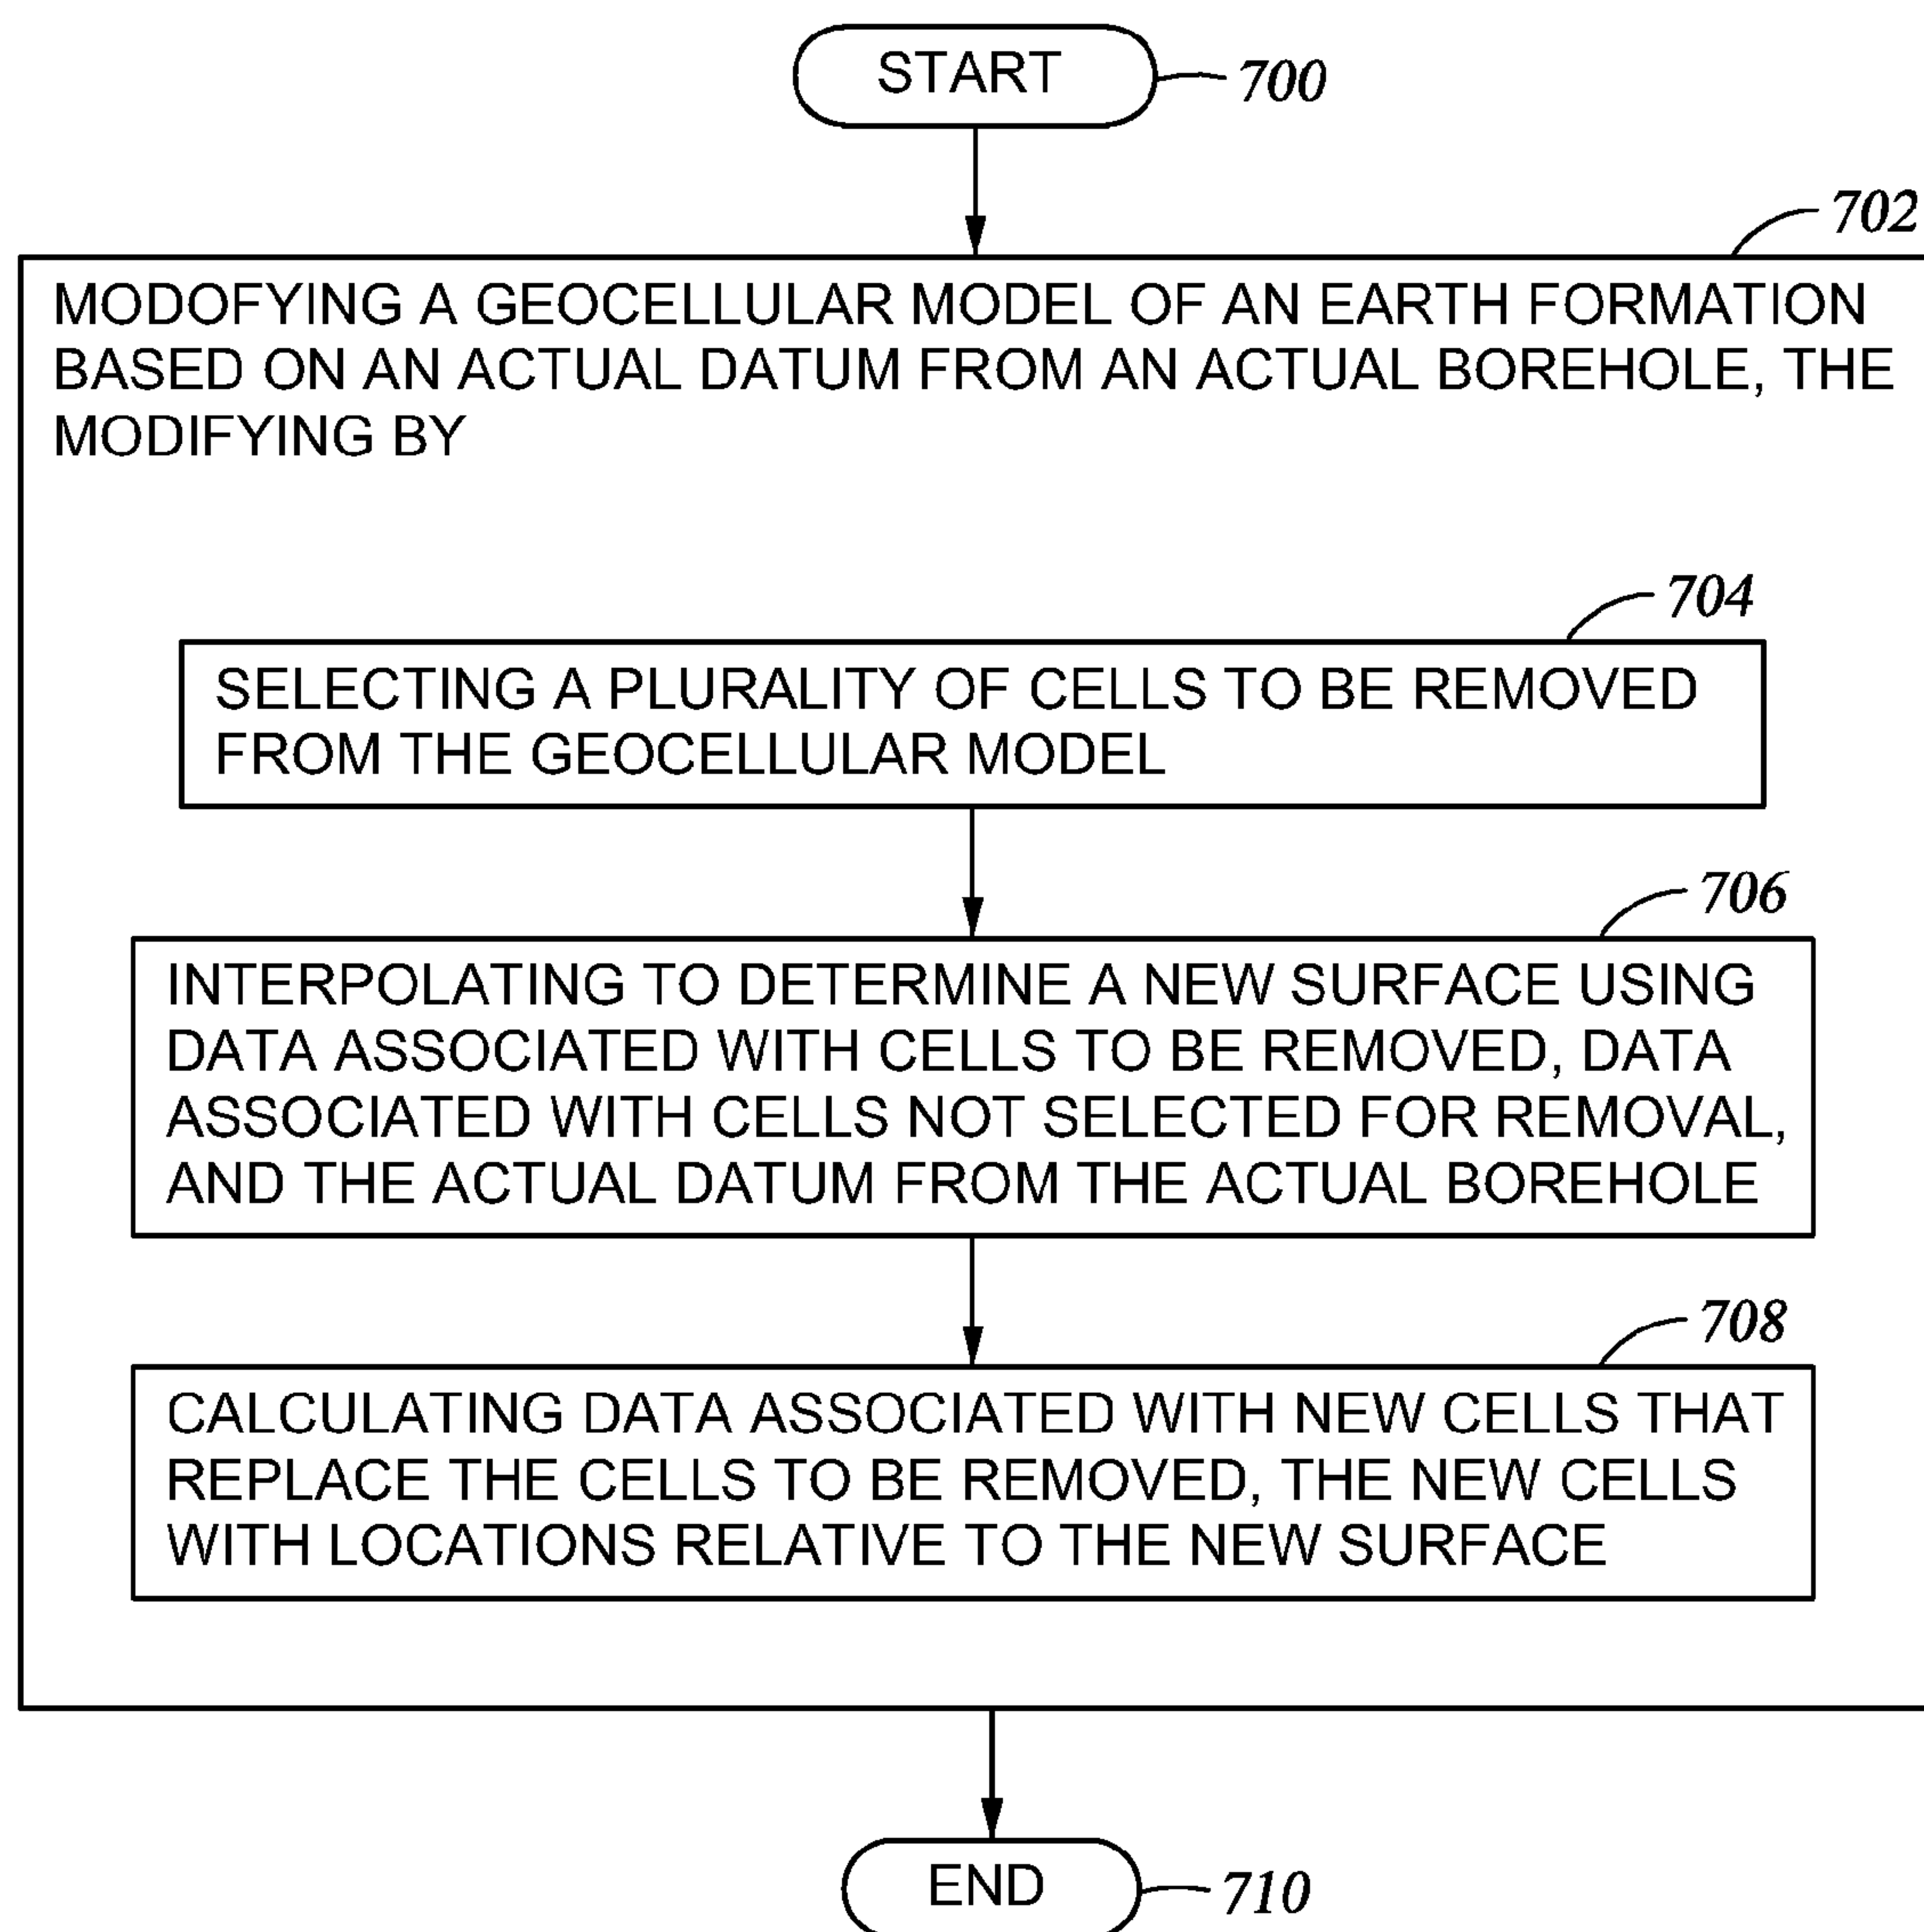 START
700
702
MODOFYING A GEOCELLULAR MODEL OF AN EARTH FORMATION
BASED ON AN ACTUAL DATUM FROM AN ACTUAL BOREHOLE, THE
MODIFYING BY
704
SELECTING A PLURALITY OF CELLS TO BE REMOVED
FROM THE GEOCELLULAR MODEL
706
INTERPOLATING TO DETERMINE A NEW SURFACE USING
DATA ASSOCIATED WITH CELLS TO BE REMOVED, DATA
ASSOCIATED WITH CELLS NOT SELECTED FOR REMOVAL,
AND THE ACTUAL DATUM FROM THE ACTUAL BOREHOLE
708
CALCULATING DATA ASSOCIATED WITH NEW CELLS THAT
REPLACE THE CELLS TO BE REMOVED, THE NEW CELLS
WITH LOCATIONS RELATIVE TO THE NEW SURFACE
END
710